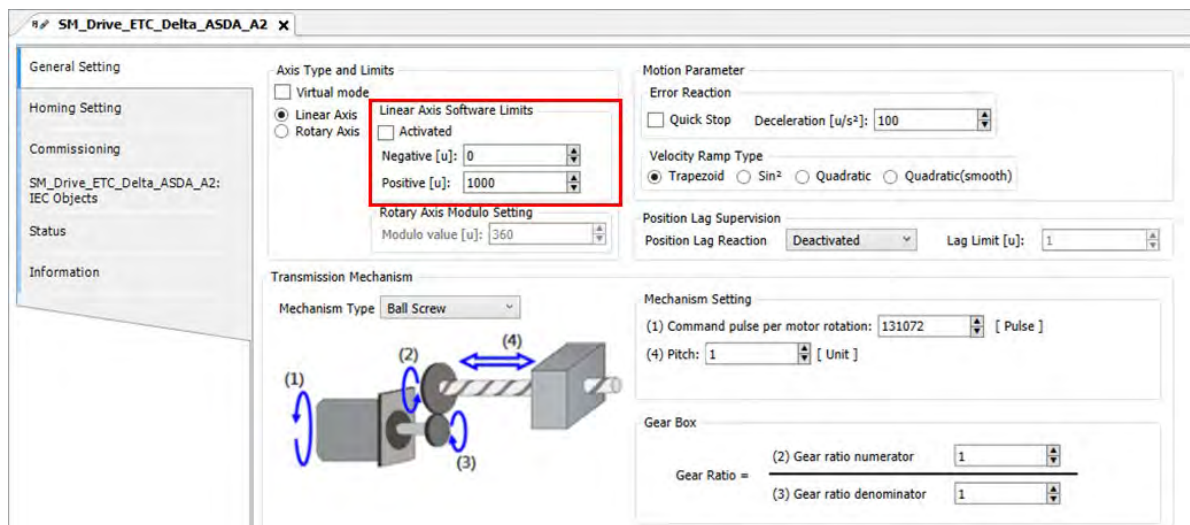 SM_Drive_ETC_Delta_ASDA_A2 X
General Setting
Homing Setting
Commissioning
SM_Drive_ETC_Delta_ASDA_A2:
IEC Objects
Status
Information
Axis Type and Limits
Virtual mode
Linear Axis
Rotary Axis
Linear Axis Software Limits
Activated
Negative [u]: 0
Positive [u]: 1000
Rotary Axis Modulo Setting
Modulo value [u]: 360
Motion Parameter
Error Reaction
Quick Stop Deceleration [u/s²]: 100
Velocity Ramp Type
Trapezoid Sin² Quadratic Quadratic(smooth)
Position Lag Supervision
Position Lag Reaction Deactivated Lag Limit [u]: 1
Transmission Mechanism
Mechanism Type Ball Screw
(1)
(2)
(4)
(3)
Mechanism Setting
(1) Command pulse per motor rotation: 131072 [ Pulse ]
(4) Pitch: 1 [ Unit ]
Gear Box
Gear Ratio =
(2) Gear ratio numerator 1
(3) Gear ratio denominator 1